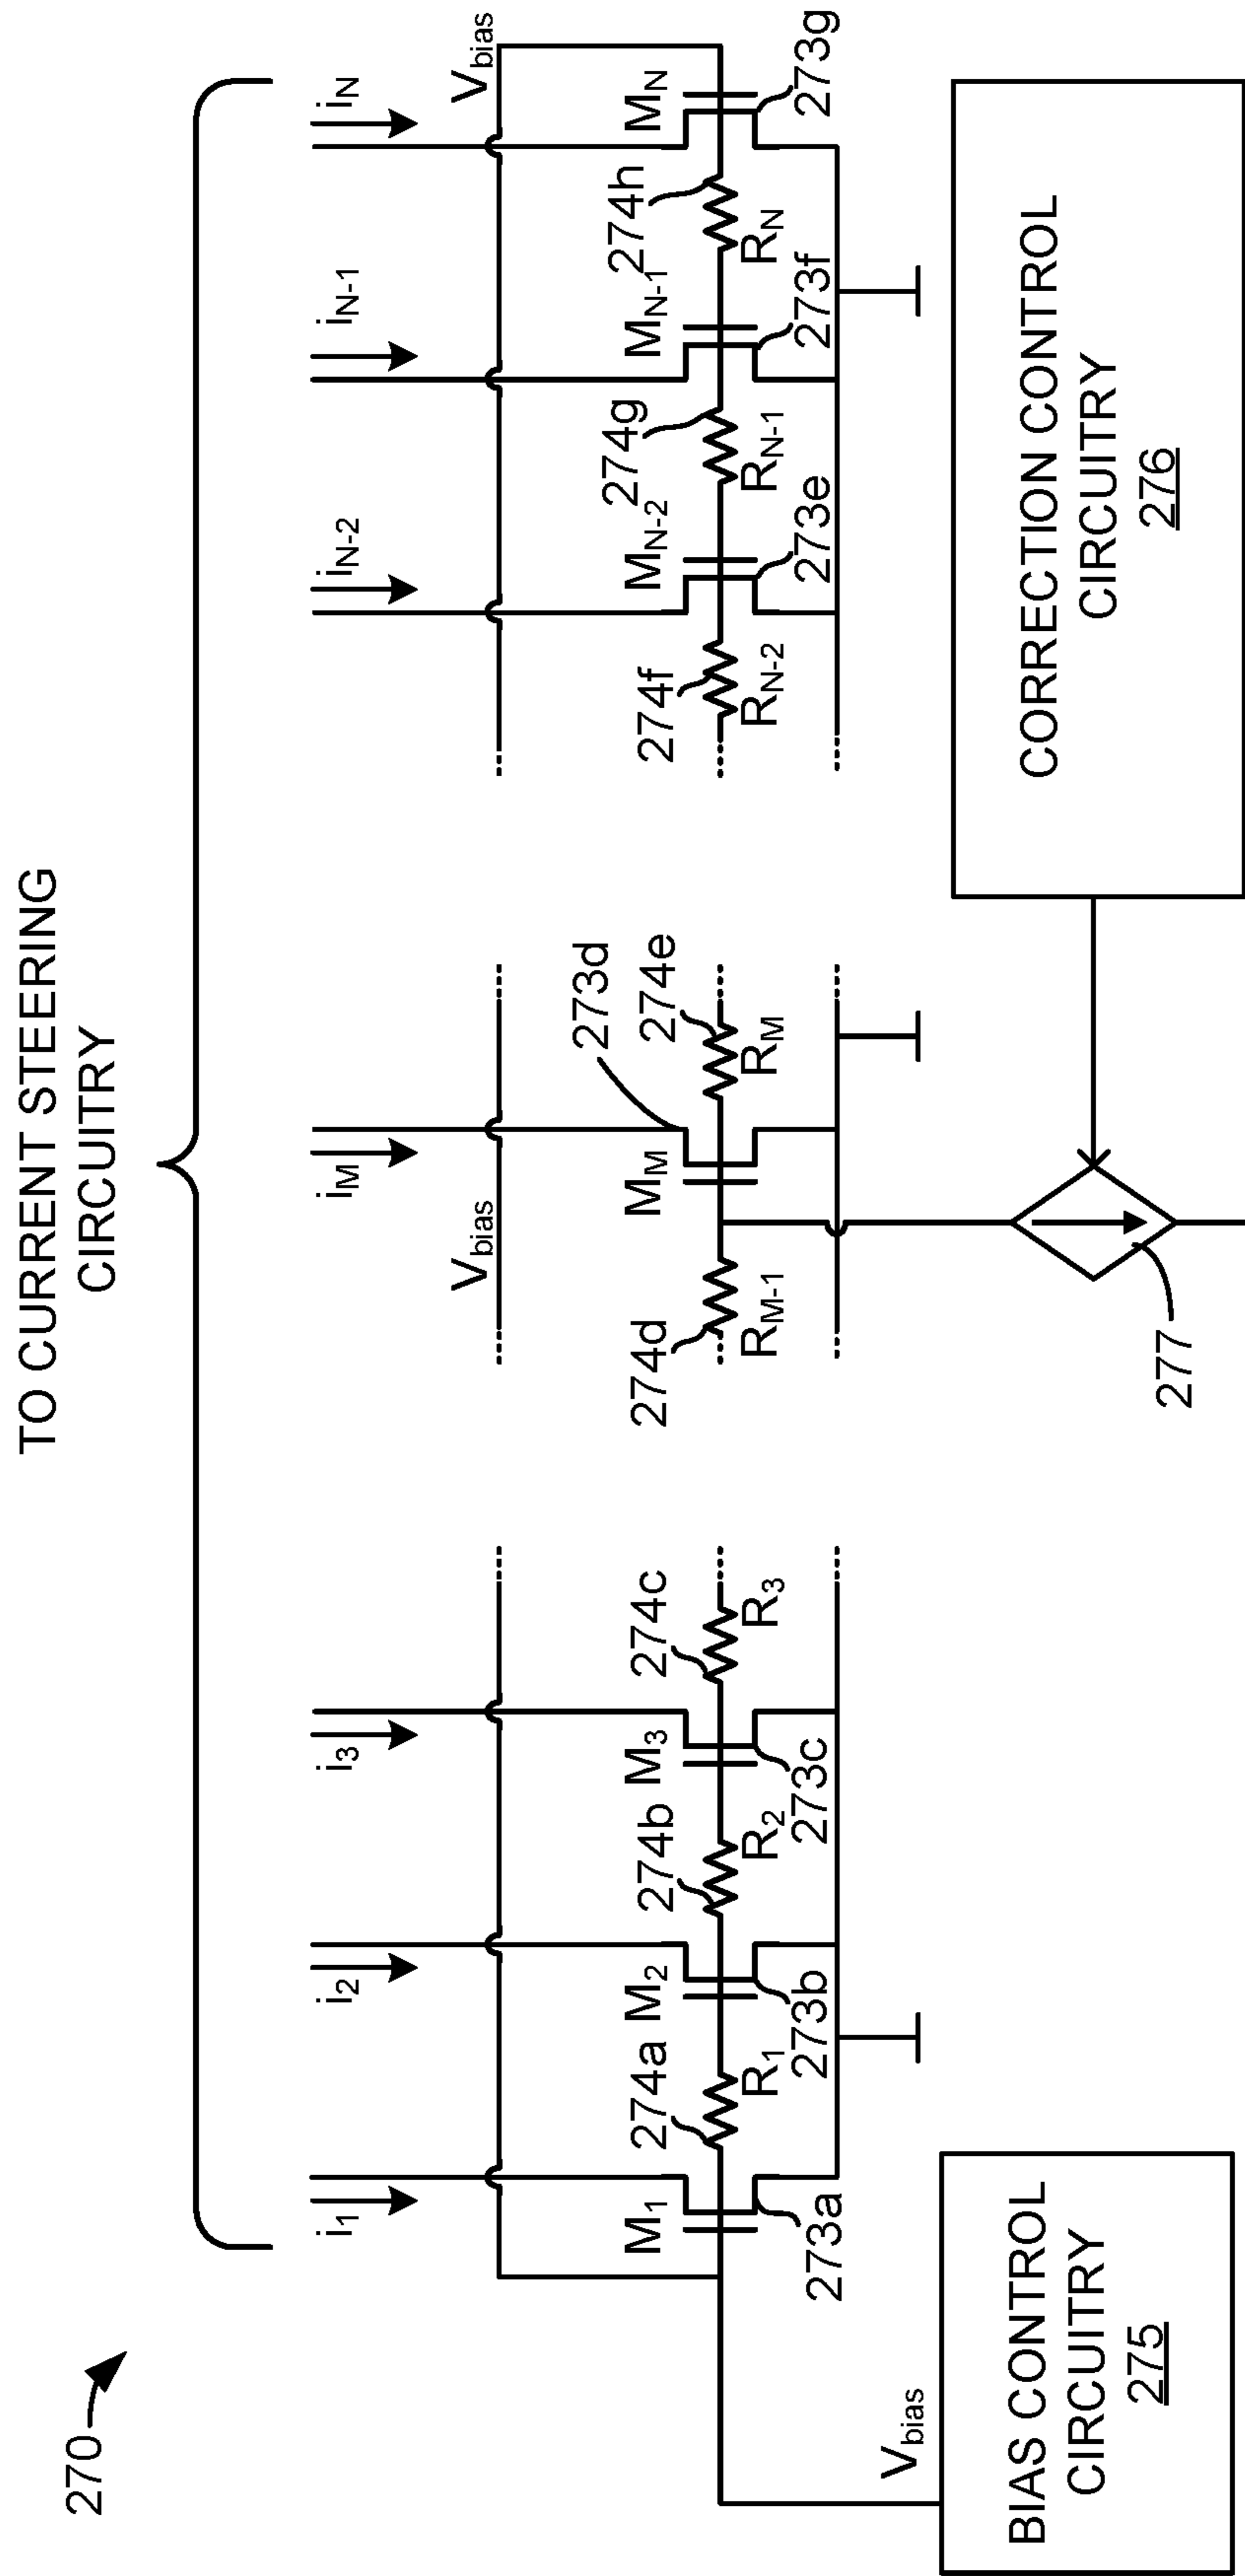 270
TO CURRENT STEERING
CIRCUITRY
i1
i2
i3
iM
iN-2
iN-1
iN
Vbias
Vbias
M1
M2
M3
MM
MN-2
MN-1
MN
274a
274b
274c
274d
274e
274f
274g
274h
R1
R2
R3
RM-1
RM
RN-2
RN-1
RN
273a
273b
273c
273d
273e
273f
273g
Vbias
BIAS CONTROL
CIRCUITRY
275
277
CORRECTION CONTROL
CIRCUITRY
276